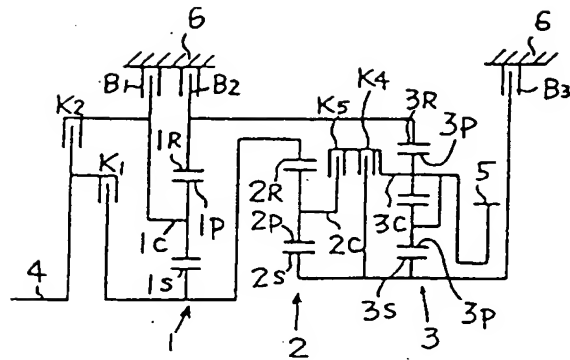 6 6
B1 B2 B3
K2 K5 K4
K1 1R 3R 3P
2R 5
1P 3C
1C 2P 2C
1S 2S
4 3S 3P
1 2 3